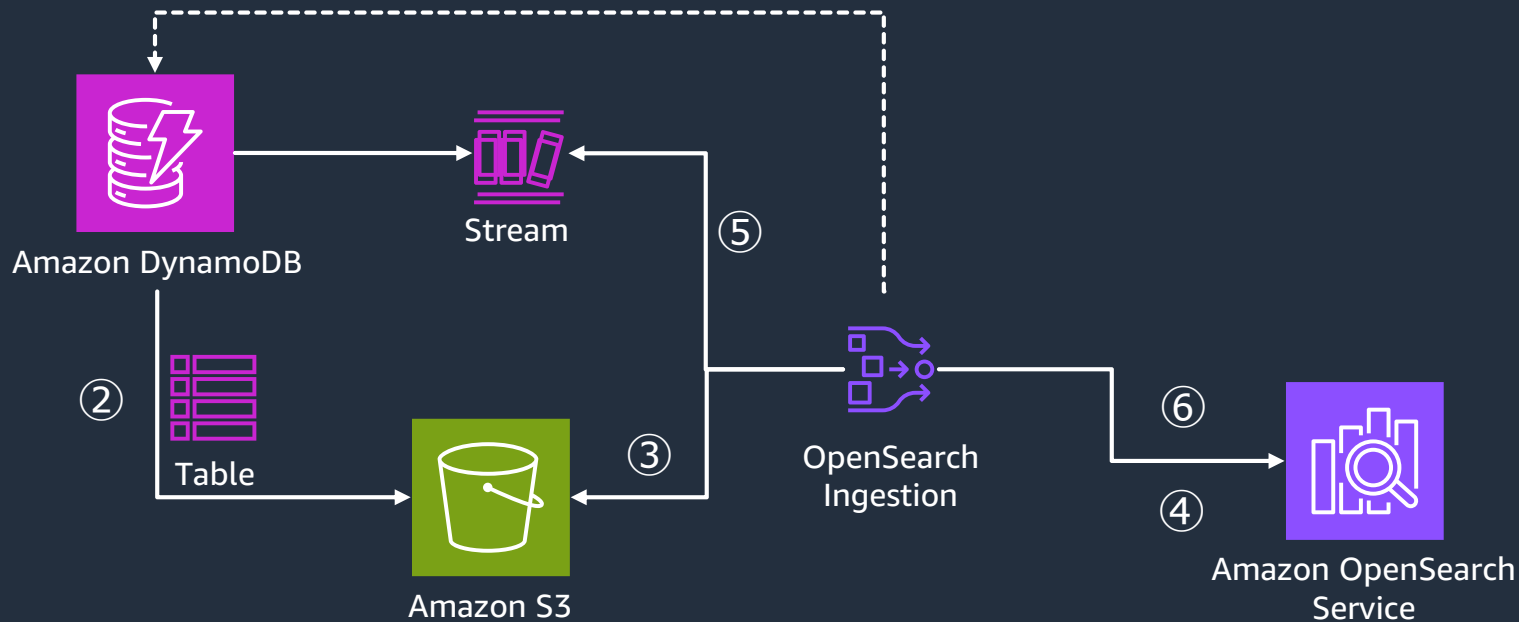 Stream
⑤
Amazon DynamoDB
②
Table
③
Amazon S3
OpenSearch
Ingestion
⑥
④
Amazon OpenSearch
Service